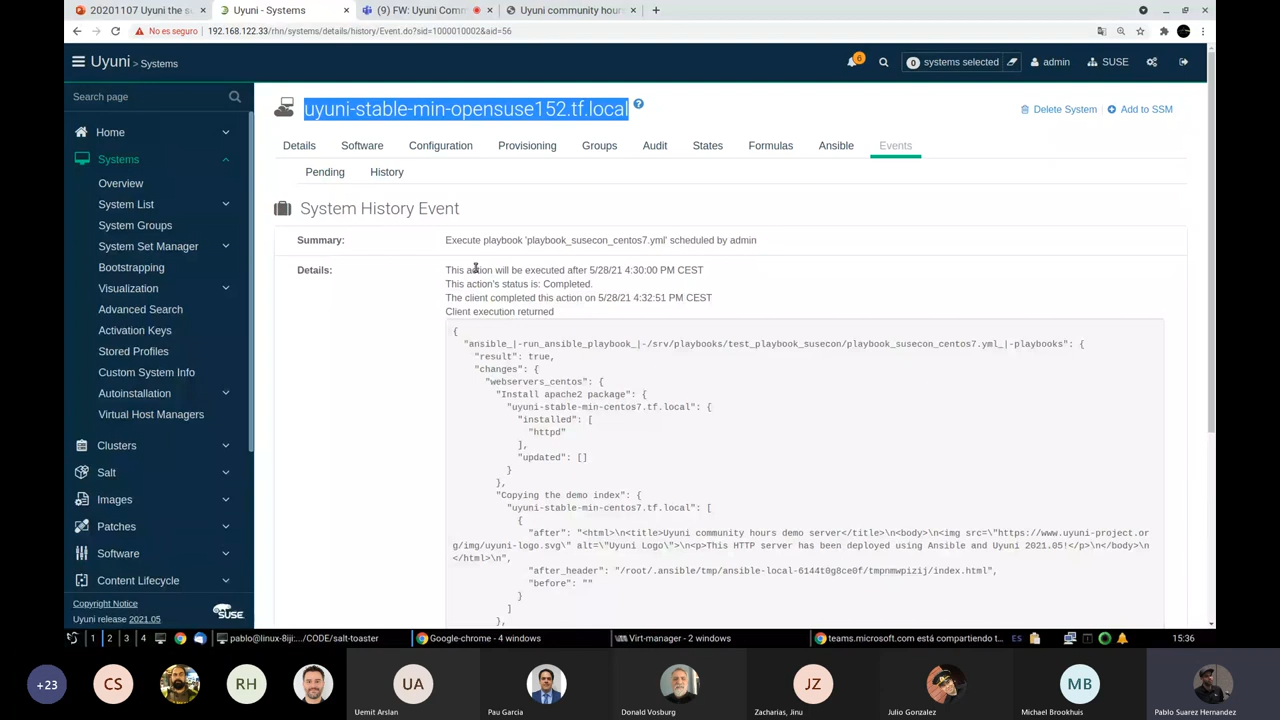 20201107 Uyuni the s
Uyuni - Systems
(9) FW: Uyuni Com
Uyuni community hour
No es seguro
192.168.122.33/rhn/systems/details/history/Event.do?sid=1000010002&aid=56
Uyuni > Systems
6
0 systems selected
admin
SUSE
Search page
Home
Systems
Overview
System List
System Groups
System Set Manager
Bootstrapping
Visualization
Advanced Search
Activation Keys
Stored Profiles
Custom System Info
Autoinstallation
Virtual Host Managers
Clusters
Salt
Images
Patches
Software
Content Lifecycle
Copyright Notice
Uyuni release 2021.05
SUSE
uyuni-stable-min-opensuse152.tf.local
Delete System
Add to SSM
Details
Software
Configuration
Provisioning
Groups
Audit
States
Formulas
Ansible
Events
Pending
History
System History Event
Summary:
Execute playbook 'playbook_susecon_centos7.yml' scheduled by admin
Details:
This action will be executed after 5/28/21 4:30:00 PM CEST
This action's status is: Completed.
The client completed this action on 5/28/21 4:32:51 PM CEST
Client execution returned
{
"ansible_|-run_ansible_playbook_|-/srv/playbooks/test_playbook_susecon/playbook_susecon_centos7.yml_|-playbooks": {
"result": true,
"changes": {
"webservers_centos": {
"Install apache2 package": {
"uyuni-stable-min-centos7.tf.local": {
"installed": [
"httpd"
],
"updated": []
}
},
"Copying the demo index": {
"uyuni-stable-min-centos7.tf.local": [
{
"after": "<html>\n<title>Uyuni community hours demo server</title>\n<body>\n<img src=\"https://www.uyuni-project.or
g/img/uyuni-logo.svg\" alt=\"Uyuni Logo\">\n<p>This HTTP server has been deployed using Ansible and Uyuni 2021.05!</p>\n</body>\n
</html>\n",
"after_header": "/root/.ansible/tmp/ansible-local-6144t0g8ce0f/tmpnmwpizij/index.html",
"before": ""
}
]
},
1 2 3 4
pablo@linux-Biji:.../CODE/salt-toaster
Google-chrome - 4 windows
Virt-manager - 2 windows
teams.microsoft.com está compartiendo t...
ES
15:36
+23
CS
RH
UA
JZ
MB
Uemit Arslan
Pau Garcia
Donald Vosburg
Zacharias, Jinu
Julio Gonzalez
Michael Brookhuis
Pablo Suarez Hernandez